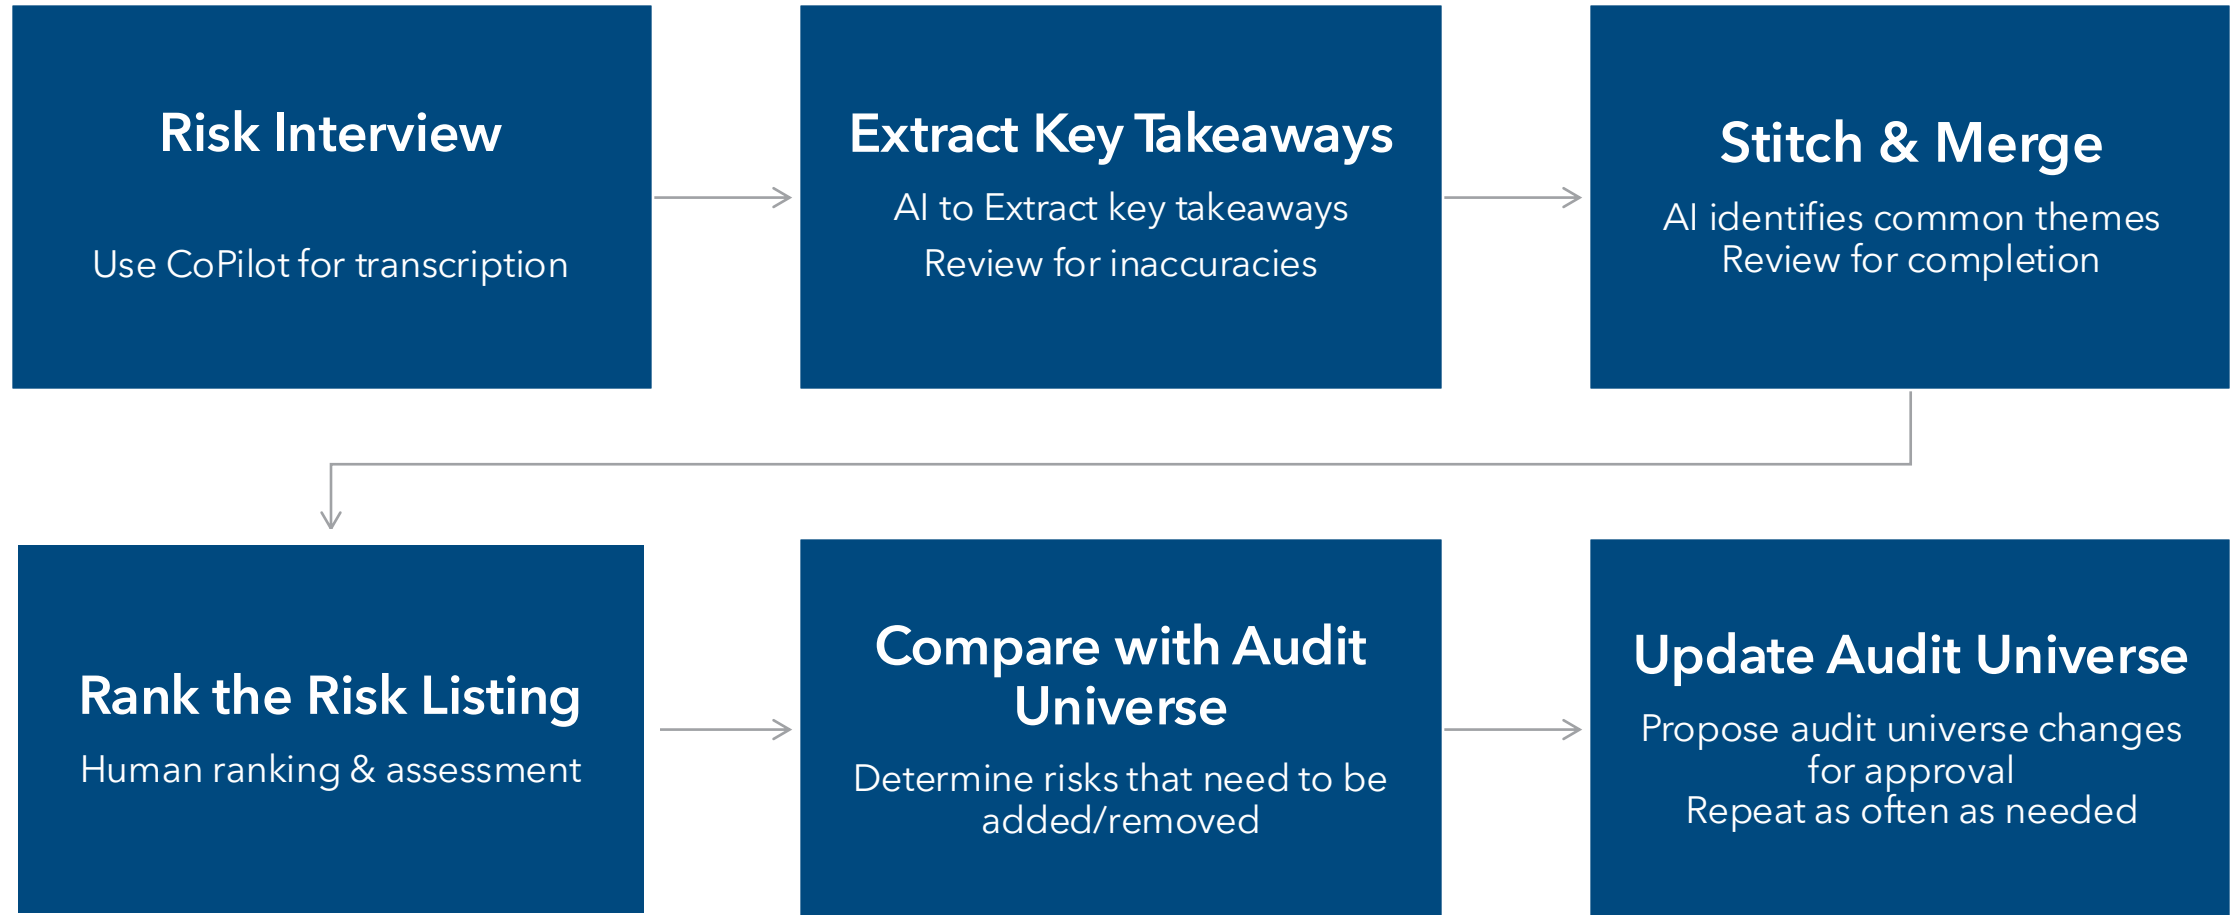 Risk Interview
Use CoPilot for transcription
Extract Key Takeaways
AI to Extract key takeaways
Review for inaccuracies
Stitch & Merge
AI identifies common themes
Review for completion
Rank the Risk Listing
Human ranking & assessment
Compare with Audit
Universe
Determine risks that need to be
added/removed
Update Audit Universe
Propose audit universe changes
for approval
Repeat as often as needed